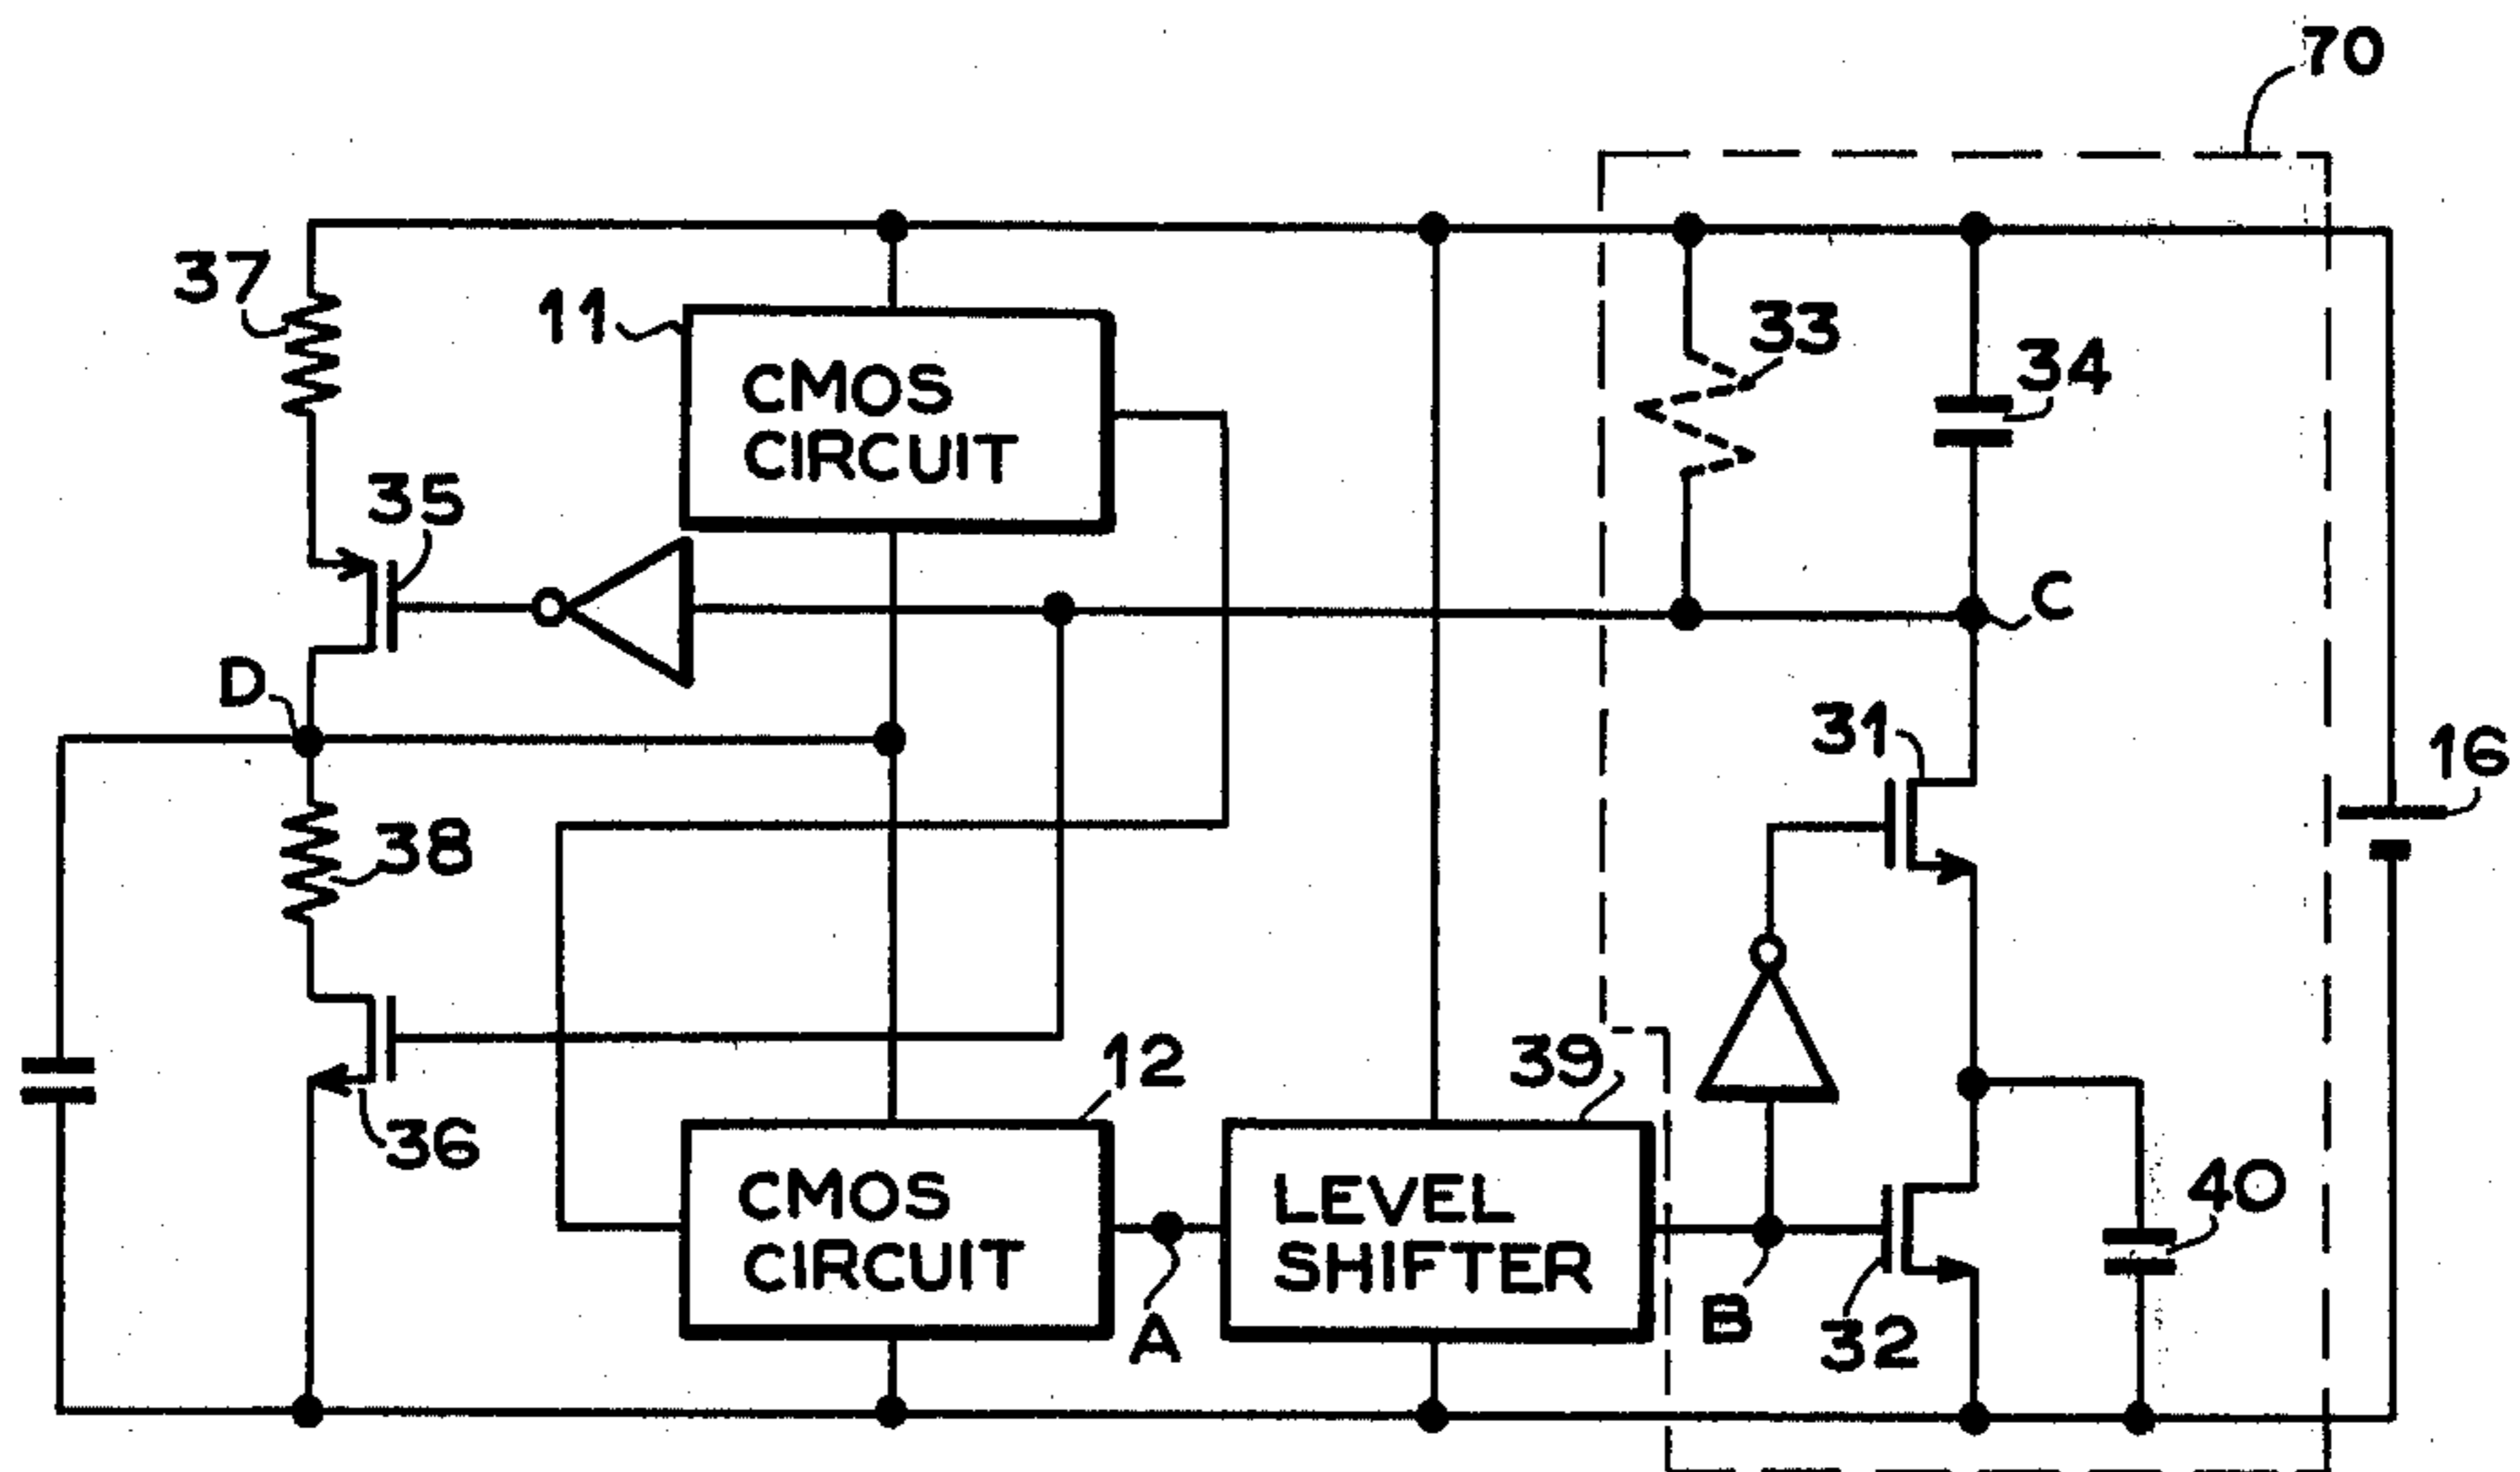 70
37
11
CMOS
CIRCUIT
33
34
35
C
D
31
16
38
12
39
36
CMOS
CIRCUIT
LEVEL
SHIFTER
40
A
B
32